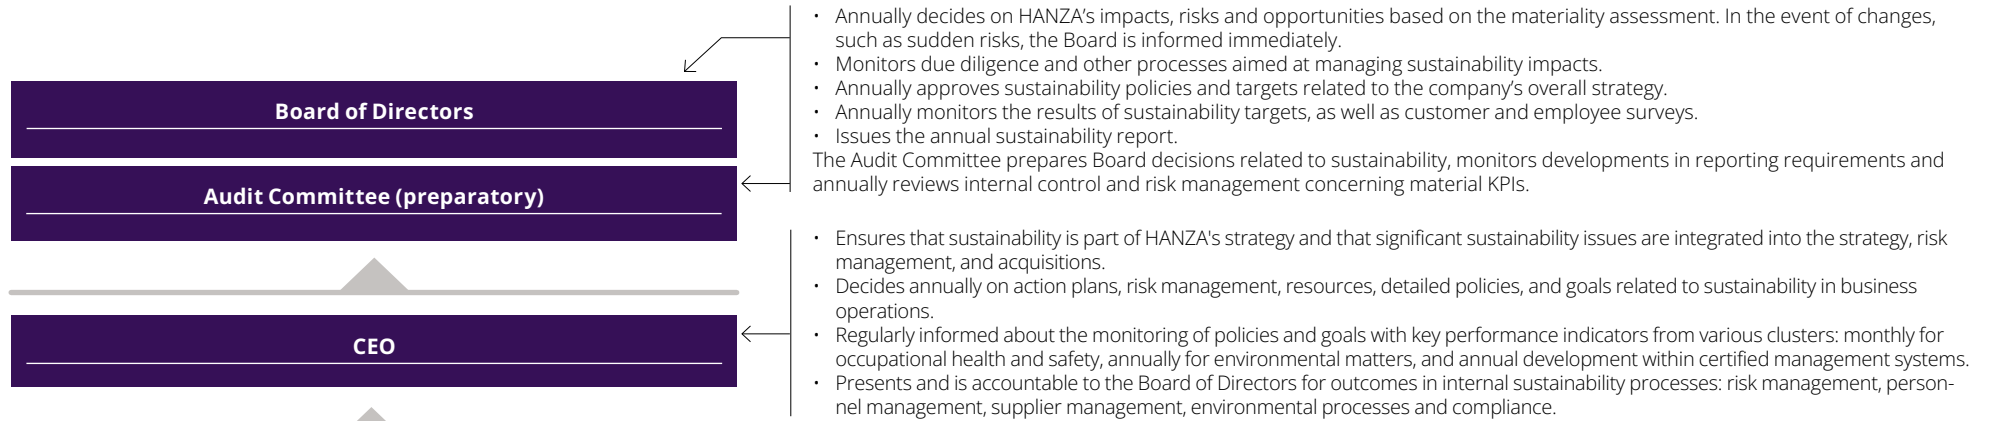 • Annually decides on HANZA’s impacts, risks and opportunities based on the materiality assessment. In the event of changes,
such as sudden risks, the Board is informed immediately.
• Monitors due diligence and other processes aimed at managing sustainability impacts.
• Annually approves sustainability policies and targets related to the company’s overall strategy.
• Annually monitors the results of sustainability targets, as well as customer and employee surveys.
• Issues the annual sustainability report.
The Audit Committee prepares Board decisions related to sustainability, monitors developments in reporting requirements and
annually reviews internal control and risk management concerning material KPIs.
Board of Directors
Audit Committee (preparatory)
• Ensures that sustainability is part of HANZA's strategy and that significant sustainability issues are integrated into the strategy, risk
management, and acquisitions.
• Decides annually on action plans, risk management, resources, detailed policies, and goals related to sustainability in business
operations.
• Regularly informed about the monitoring of policies and goals with key performance indicators from various clusters: monthly for
occupational health and safety, annually for environmental matters, and annual development within certified management systems.
• Presents and is accountable to the Board of Directors for outcomes in internal sustainability processes: risk management, person-
nel management, supplier management, environmental processes and compliance.
CEO